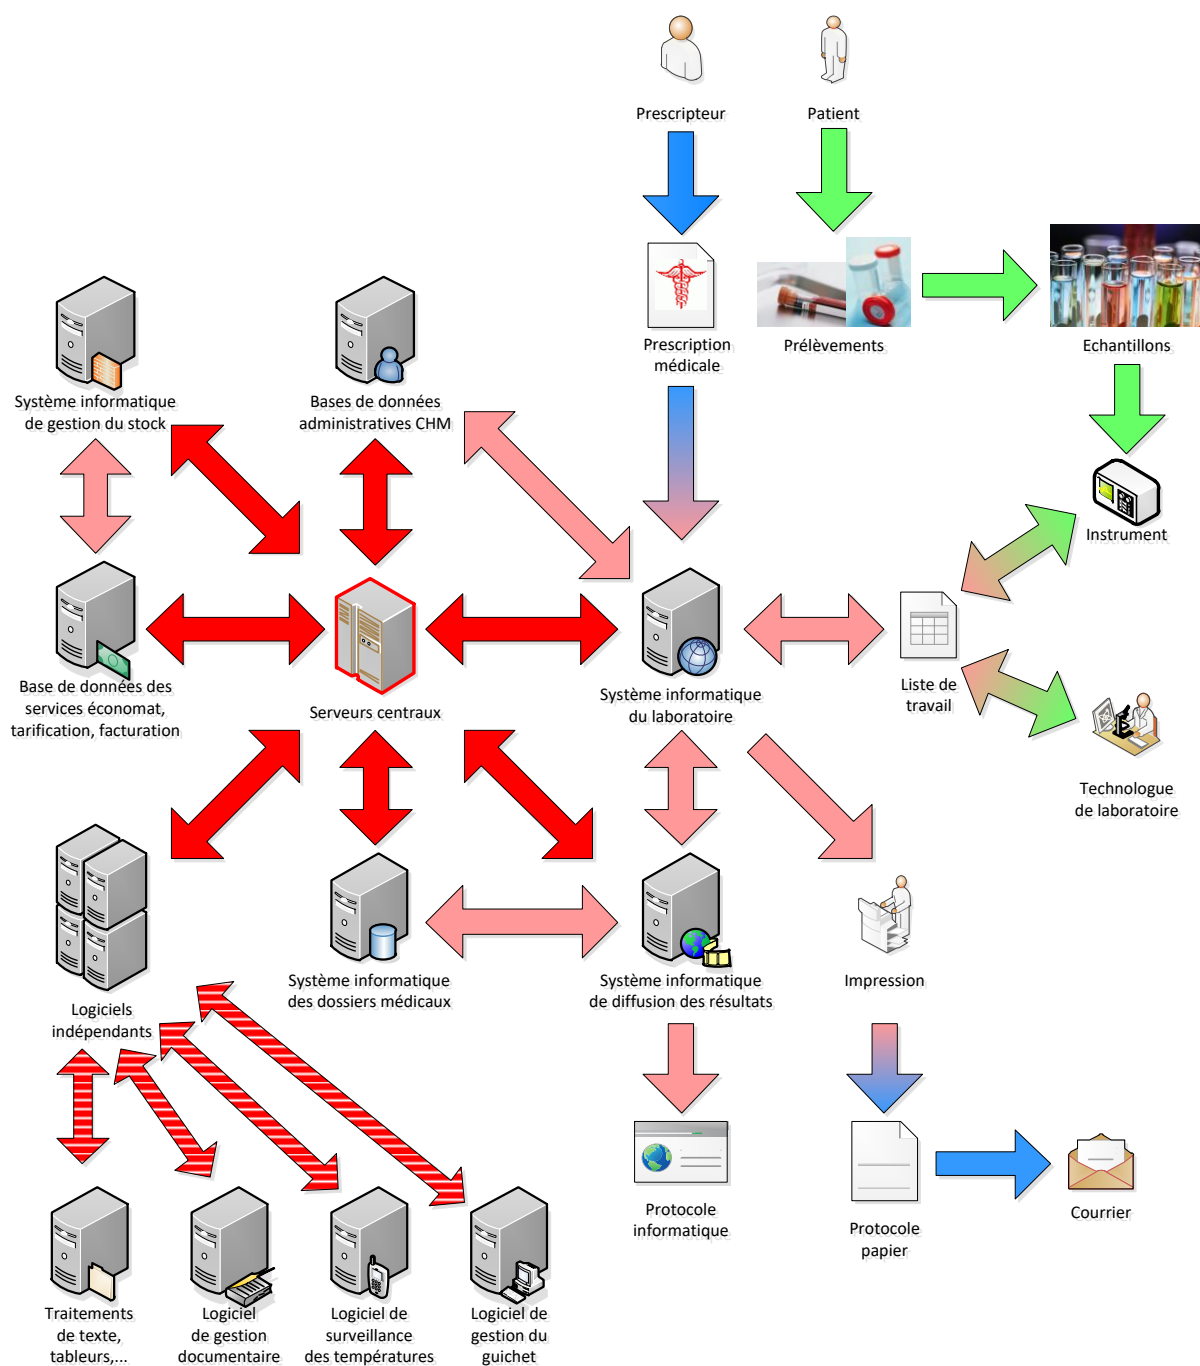 Prescripteur
Patient
Prescription
médicale
Prélèvements
Echantillons
Système informatique
de gestion du stock
Bases de données
administratives CHM
Instrument
Base de données des
services économat,
tarification, facturation
Serveurs centraux
Système informatique
du laboratoire
Liste de
travail
Technologue
de laboratoire
Logiciels
indépendants
Système informatique
des dossiers médicaux
Système informatique
de diffusion des résultats
Impression
Protocole
informatique
Protocole
papier
Courrier
Traitements
de texte,
tableurs,...
Logiciel
de gestion
documentaire
Logiciel de
surveillance
des températures
Logiciel de
gestion du
guichet